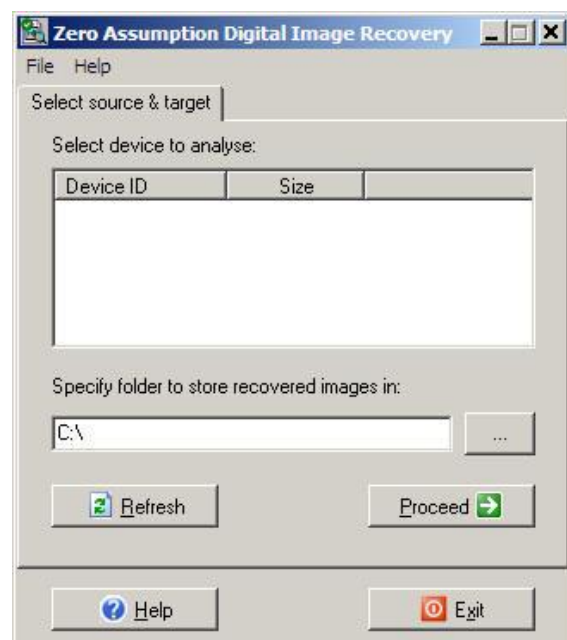 Zero Assumption Digital Image Recovery
File Help
Select source & target
Select device to analyse:
Device ID Size
Specify folder to store recovered images in:
C:\ ...
Refresh Proceed
Help Exit